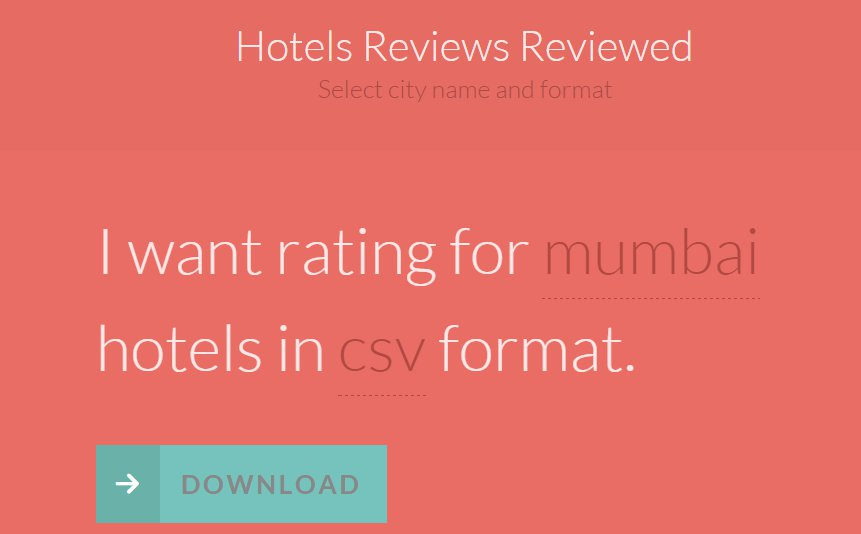 Hotels Reviews Reviewed
Select city name and format
I want rating for mumbai
hotels in csv format.
DOWNLOAD